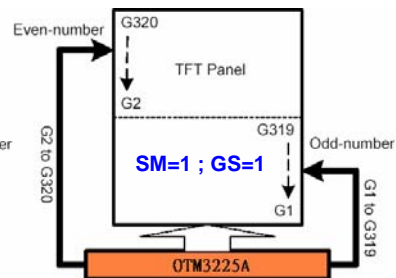 Even-number
G320
TFT Panel
G2
G319
er
Odd-number
SM=1 ; GS=1
G2 to G320
G1
G1 to G319
OTM3225A